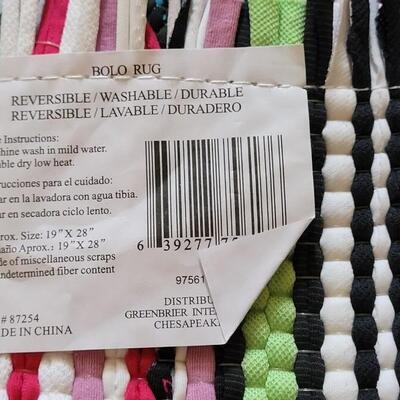 BOLO RUG
REVERSIBLE / WASHABLE / DURABLE
REVERSIBLE / LAVABLE / DURADERO
Instructions:
hine wash in mild water.
ble dry low heat.
rucciones para el cuidado:
ar en la lavadora con agua tibia.
ar en secadora ciclo lento.
rox. Size: 19" X 28"
ño Aprox.: 19" X 28"
de of miscellaneous scraps
ndetermined fiber content
6 39277
97561
# 87254
DE IN CHINA
DISTRIBU
GREENBRIER INTE
CHESAPEAK